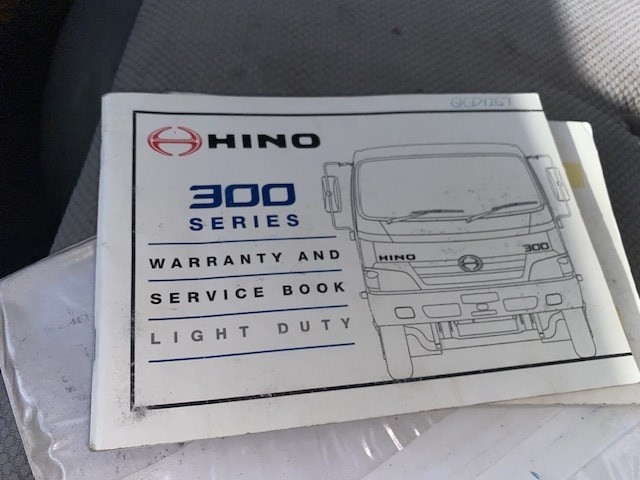 HINO
300
SERIES
WARRANTY AND
SERVICE BOOK
LIGHT DUTY
HINO
300